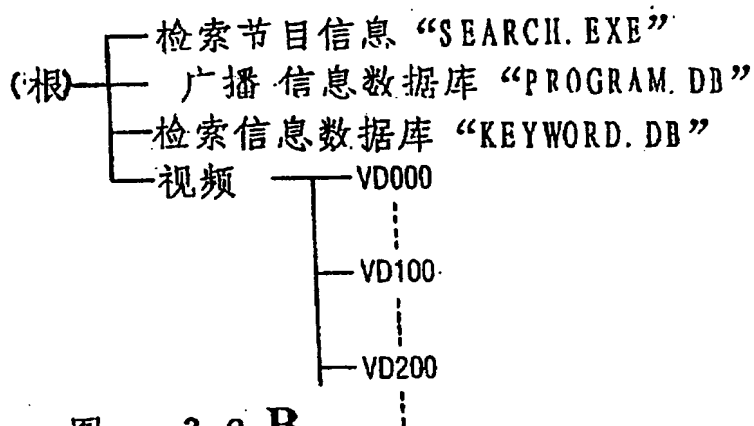 检索节目信息 “SEARCH.EXE”
(根) 广播信息数据库 “PROGRAM.DB”
检索信息数据库 “KEYWORD.DB”
视频 VD000
VD100
VD200
B